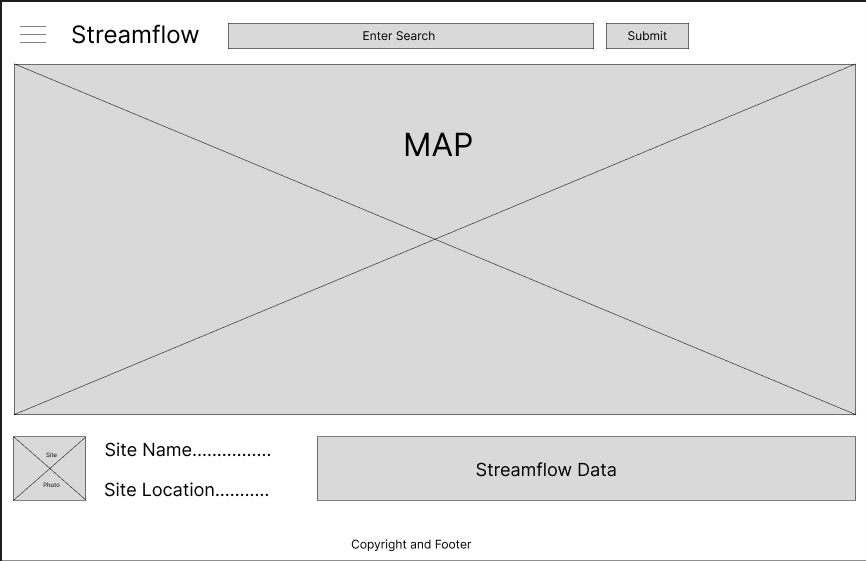 Streamflow
Enter Search
Submit
MAP
Site
Photo
Site Name................
Site Location...........
Streamflow Data
Copyright and Footer